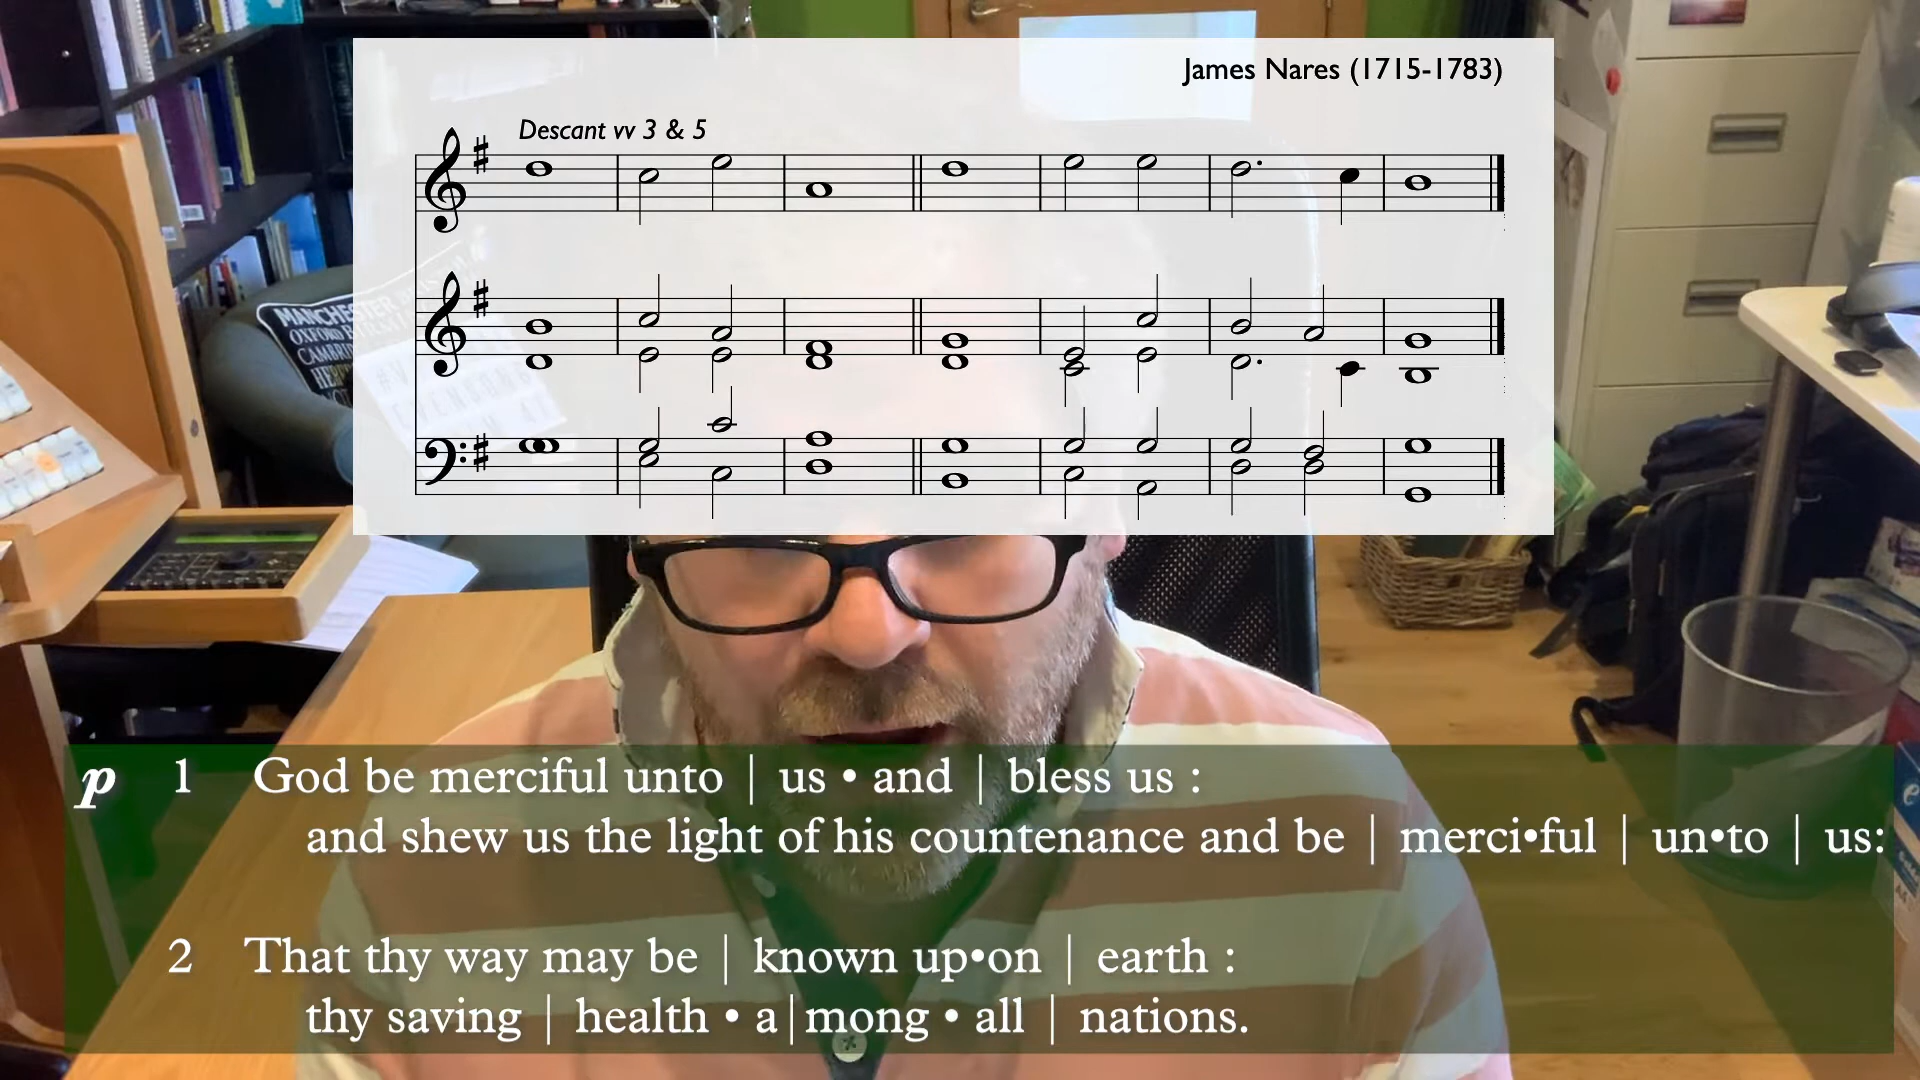 James Nares (1715-1783)
Descant vv 3 & 5
MANCHESTER
OXFORD
CAMBRI
p 1 God be merciful unto | us • and | bless us :
and shew us the light of his countenance and be | merci•ful | un•to | us:
2 That thy way may be | known up•on | earth :
thy saving | health • a|mong • all | nations.